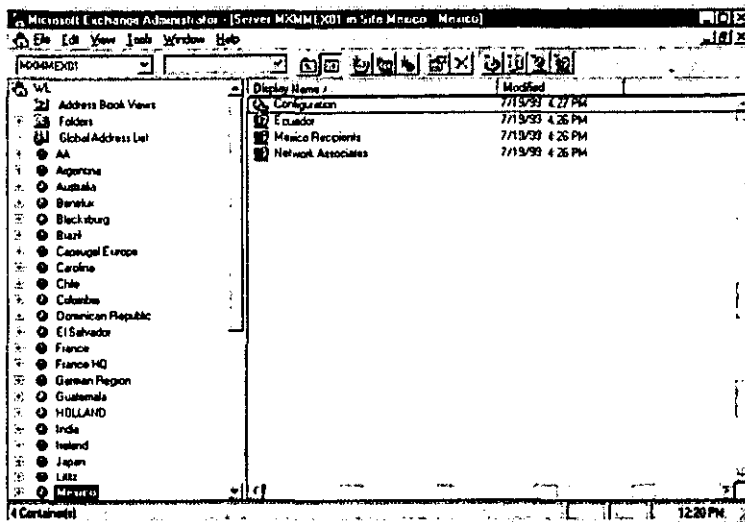 Microsoft Exchange Administrator - [Server MXMMEX01 in Site Mexico - Mexico]
File Edit View Tools Window Help
MXMMEX01
WL
Address Book Views
Folders
Global Address List
AA
Argentina
Australia
Benelux
Blacksburg
Brazil
Capsugel Europe
Carolina
Chile
Colombia
Dominican Republic
El Salvador
France
France HQ
German Region
Guatemala
HOLLAND
India
Ireland
Japan
Lititz
Mexico
Display Name Modified
Configuration 7/19/99 4:27 PM
Ecuador 7/19/99 4:26 PM
Mexico Recipients 7/19/99 4:26 PM
Network Associates 7/19/99 4:26 PM
4 Container(s)
12:20 PM